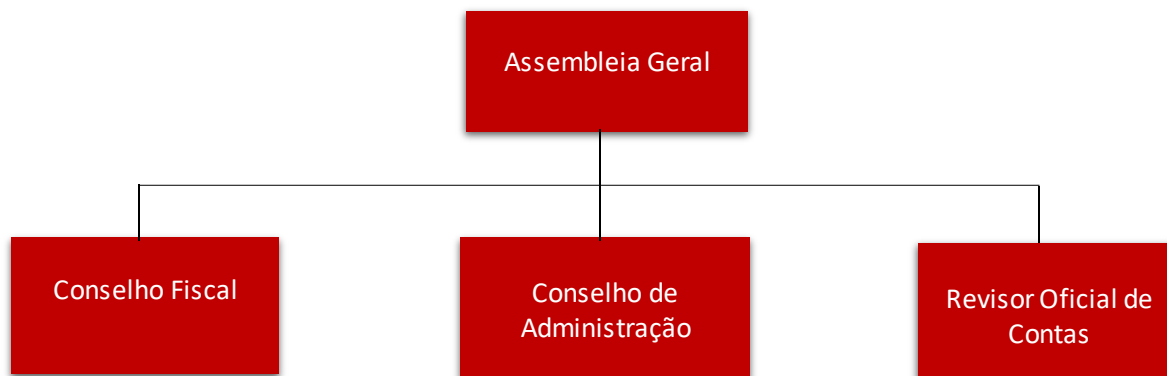 Assembleia Geral
Conselho Fiscal
Conselho de
Administração
Revisor Oficial de
Contas